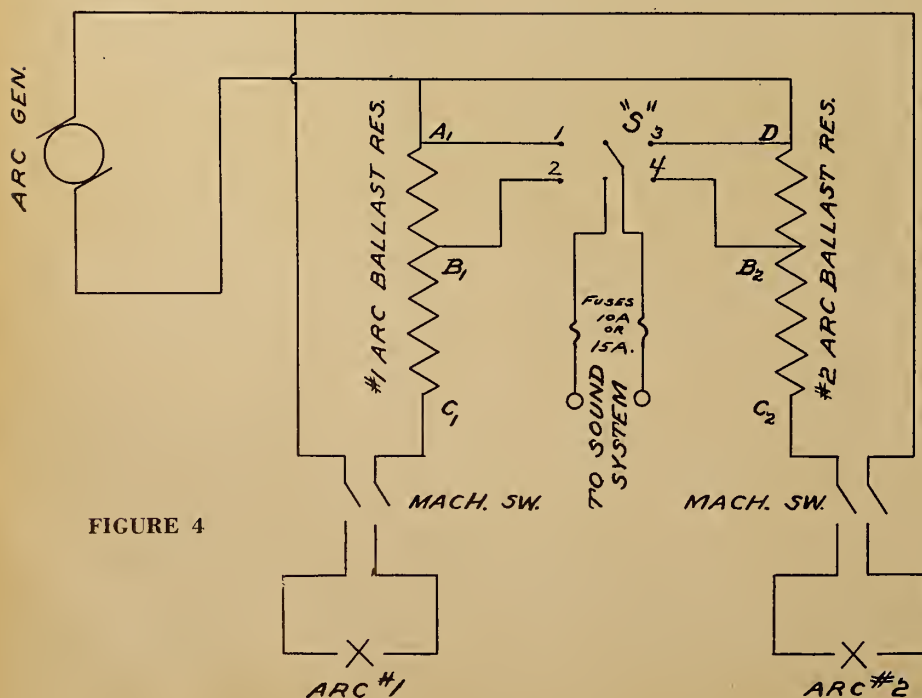 ARC GEN.
A₁
1
"S"
3
D
2
4
B₁
B₂
#1 ARC BALLAST RES.
#2 ARC BALLAST RES.
FUSES
10A
OR
15A.
C₁
C₂
TO SOUND
SYSTEM
MACH. SW.
MACH. SW.
FIGURE 4
ARC #1
ARC #2